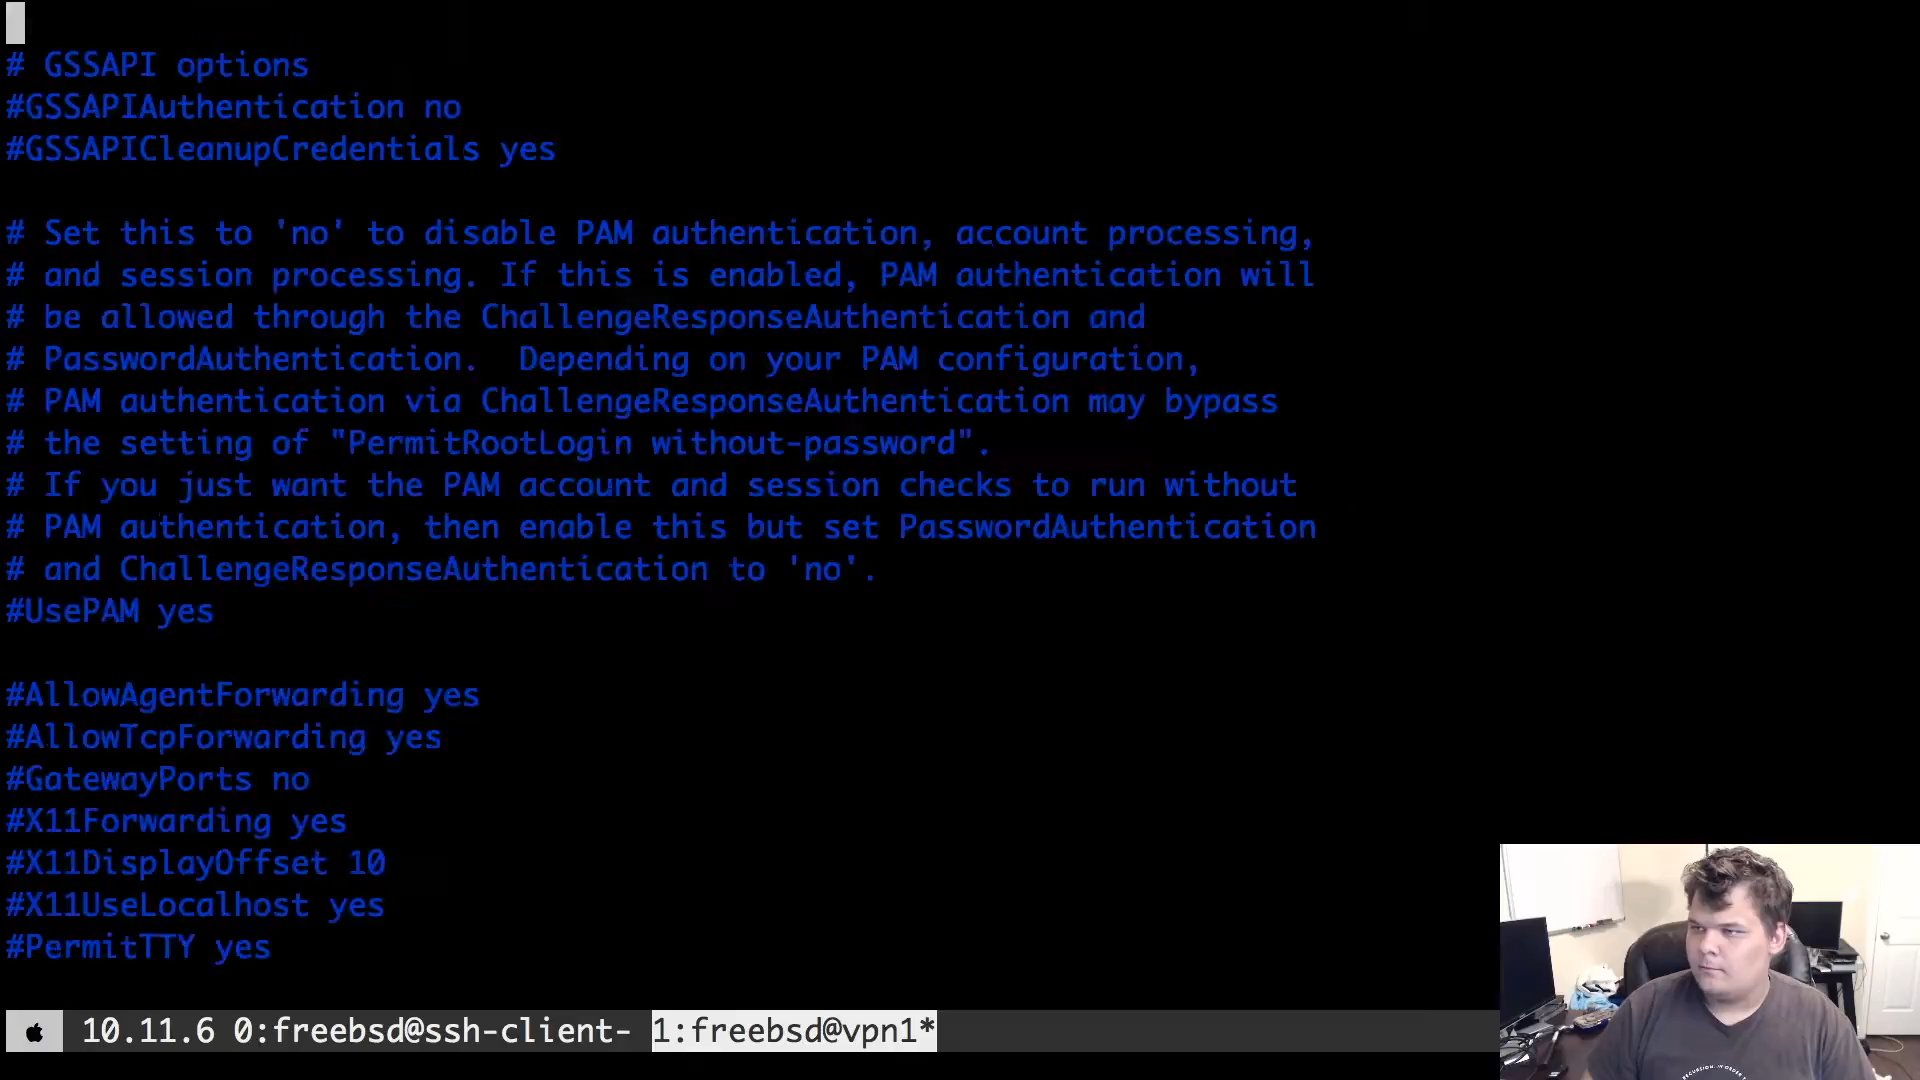 # GSSAPI options
#GSSAPIAuthentication no
#GSSAPICleanupCredentials yes
# Set this to 'no' to disable PAM authentication, account processing,
# and session processing. If this is enabled, PAM authentication will
# be allowed through the ChallengeResponseAuthentication and
# PasswordAuthentication.  Depending on your PAM configuration,
# PAM authentication via ChallengeResponseAuthentication may bypass
# the setting of "PermitRootLogin without-password".
# If you just want the PAM account and session checks to run without
# PAM authentication, then enable this but set PasswordAuthentication
# and ChallengeResponseAuthentication to 'no'.
#UsePAM yes
#AllowAgentForwarding yes
#AllowTcpForwarding yes
#GatewayPorts no
#X11Forwarding yes
#X11DisplayOffset 10
#X11UseLocalhost yes
#PermitTTY yes
10.11.6 0:freebsd@ssh-client- 1:freebsd@vpn1*